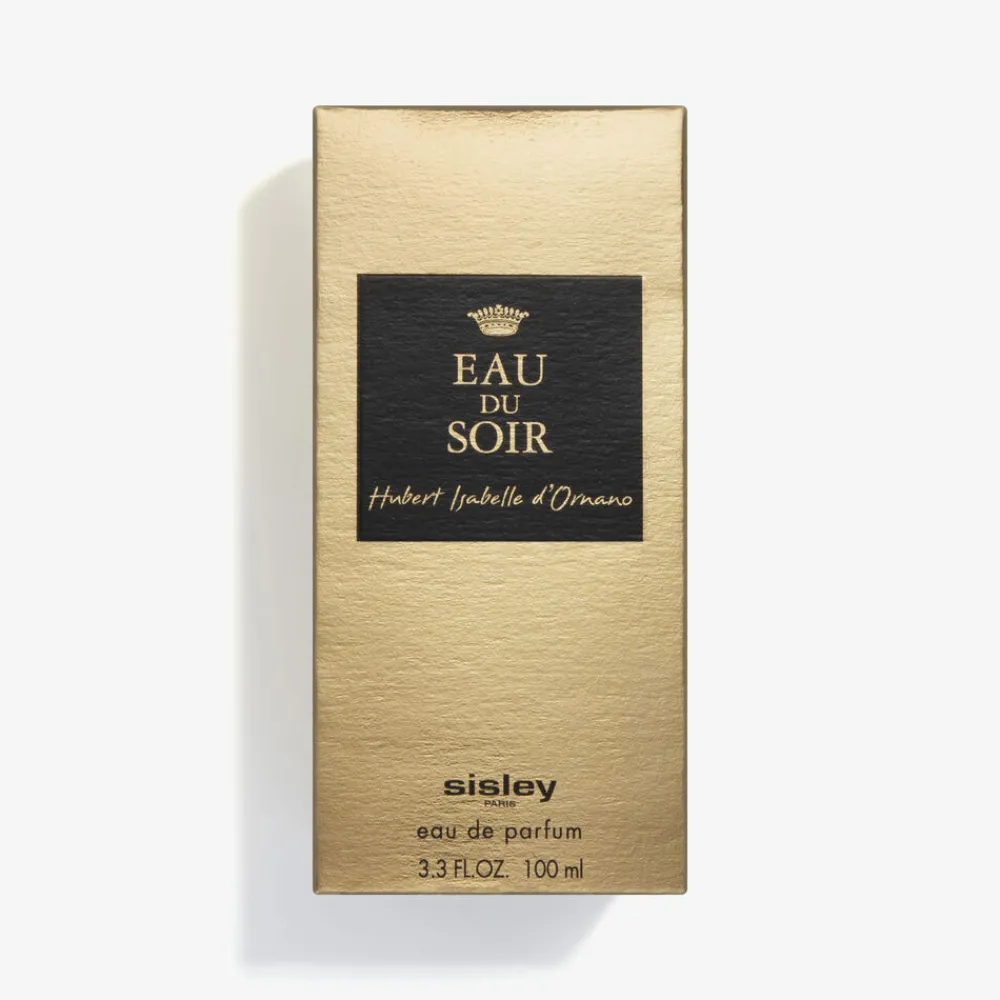 EAU
DU
SOIR
Hubert Isabelle d'Ornano
sisley
PARIS
eau de parfum
3.3 FL.OZ. 100 ml